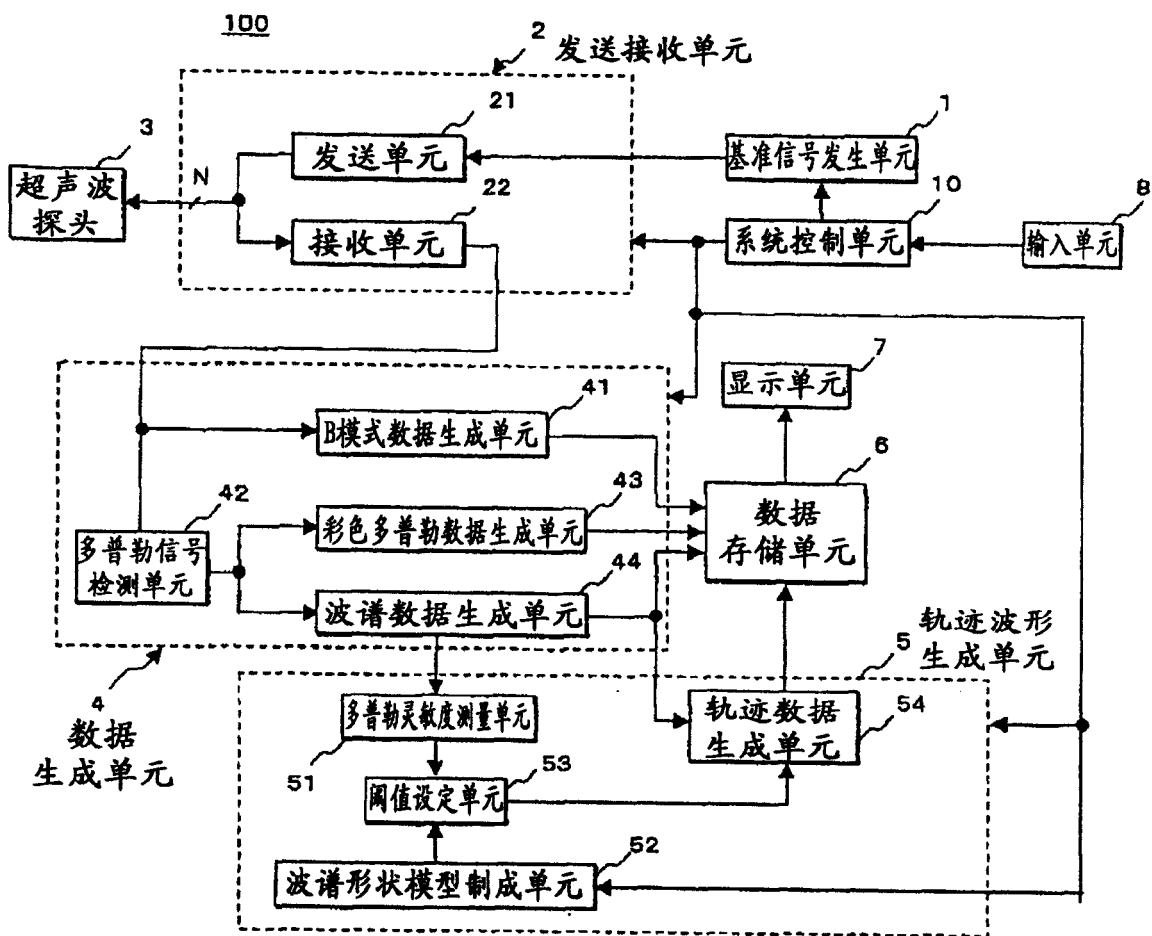 100
2
发送接收单元
21
1
3
发送单元
基准信号发生单元
超声波
探头
N
22
10
8
接收单元
系统控制单元
输入单元
7
41
显示单元
B模式数据生成单元
6
42
43
数据
存储单元
多普勒信号
检测单元
彩色多普勒数据生成单元
44
波谱数据生成单元
轨迹波形
生成单元
5
4
数据
生成单元
多普勒灵敏度测量单元
轨迹数据
生成单元
54
51
53
阈值设定单元
52
波谱形状模型制成单元